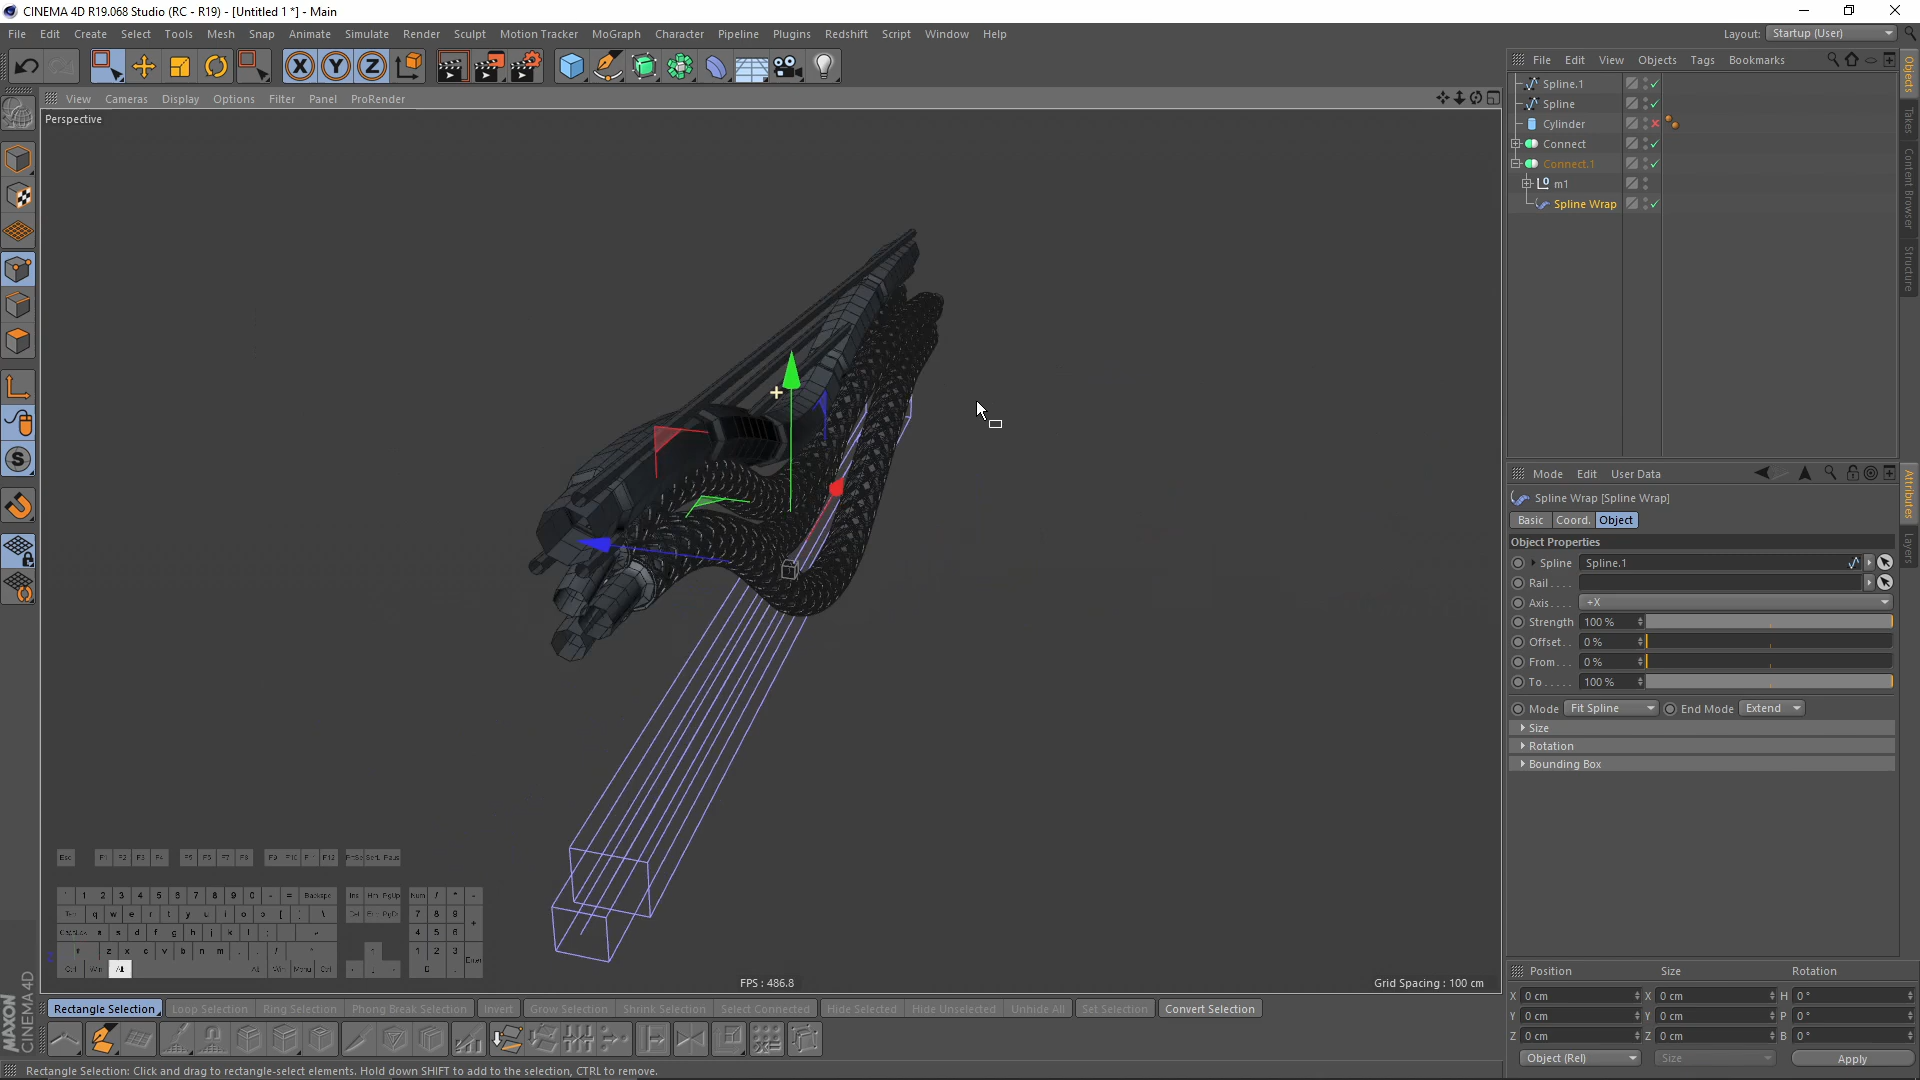 CINEMA 4D R19.068 Studio (RC - R19) - [Untitled 1 *] - Main
File Edit Create Select Tools Mesh Snap Animate Simulate Render Sculpt Motion Tracker MoGraph Character Pipeline Plugins Redshift Script Window Help
Layout: Startup (User)
File Edit View Objects Tags Bookmarks
View Cameras Display Options Filter Panel ProRender
Perspective
Spline.1
Spline
Cylinder
Connect
Connect.1
m1
Spline Wrap
Objects
Takes
Content Browser
Structure
Mode Edit User Data
Spline Wrap [Spline Wrap]
Basic Coord. Object
Object Properties
Spline Spline.1
Rail . . . .
Axis. . . . +X
Strength 100 %
Offset . . 0 %
From. . . 0 %
To . . . . . 100 %
Mode Fit Spline End Mode Extend
Size
Rotation
Bounding Box
Attributes
Layers
FPS : 486.8
Grid Spacing : 100 cm
Rectangle Selection Loop Selection Ring Selection Phong Break Selection Invert Grow Selection Shrink Selection Select Connected Hide Selected Hide Unselected Unhide All Set Selection Convert Selection
Position Size Rotation
X 0 cm X 0 cm H 0 °
Y 0 cm Y 0 cm P 0 °
Z 0 cm Z 0 cm B 0 °
Object (Rel) Size Apply
MAXON
CINEMA 4D
Rectangle Selection: Click and drag to rectangle-select elements. Hold down SHIFT to add to the selection, CTRL to remove.